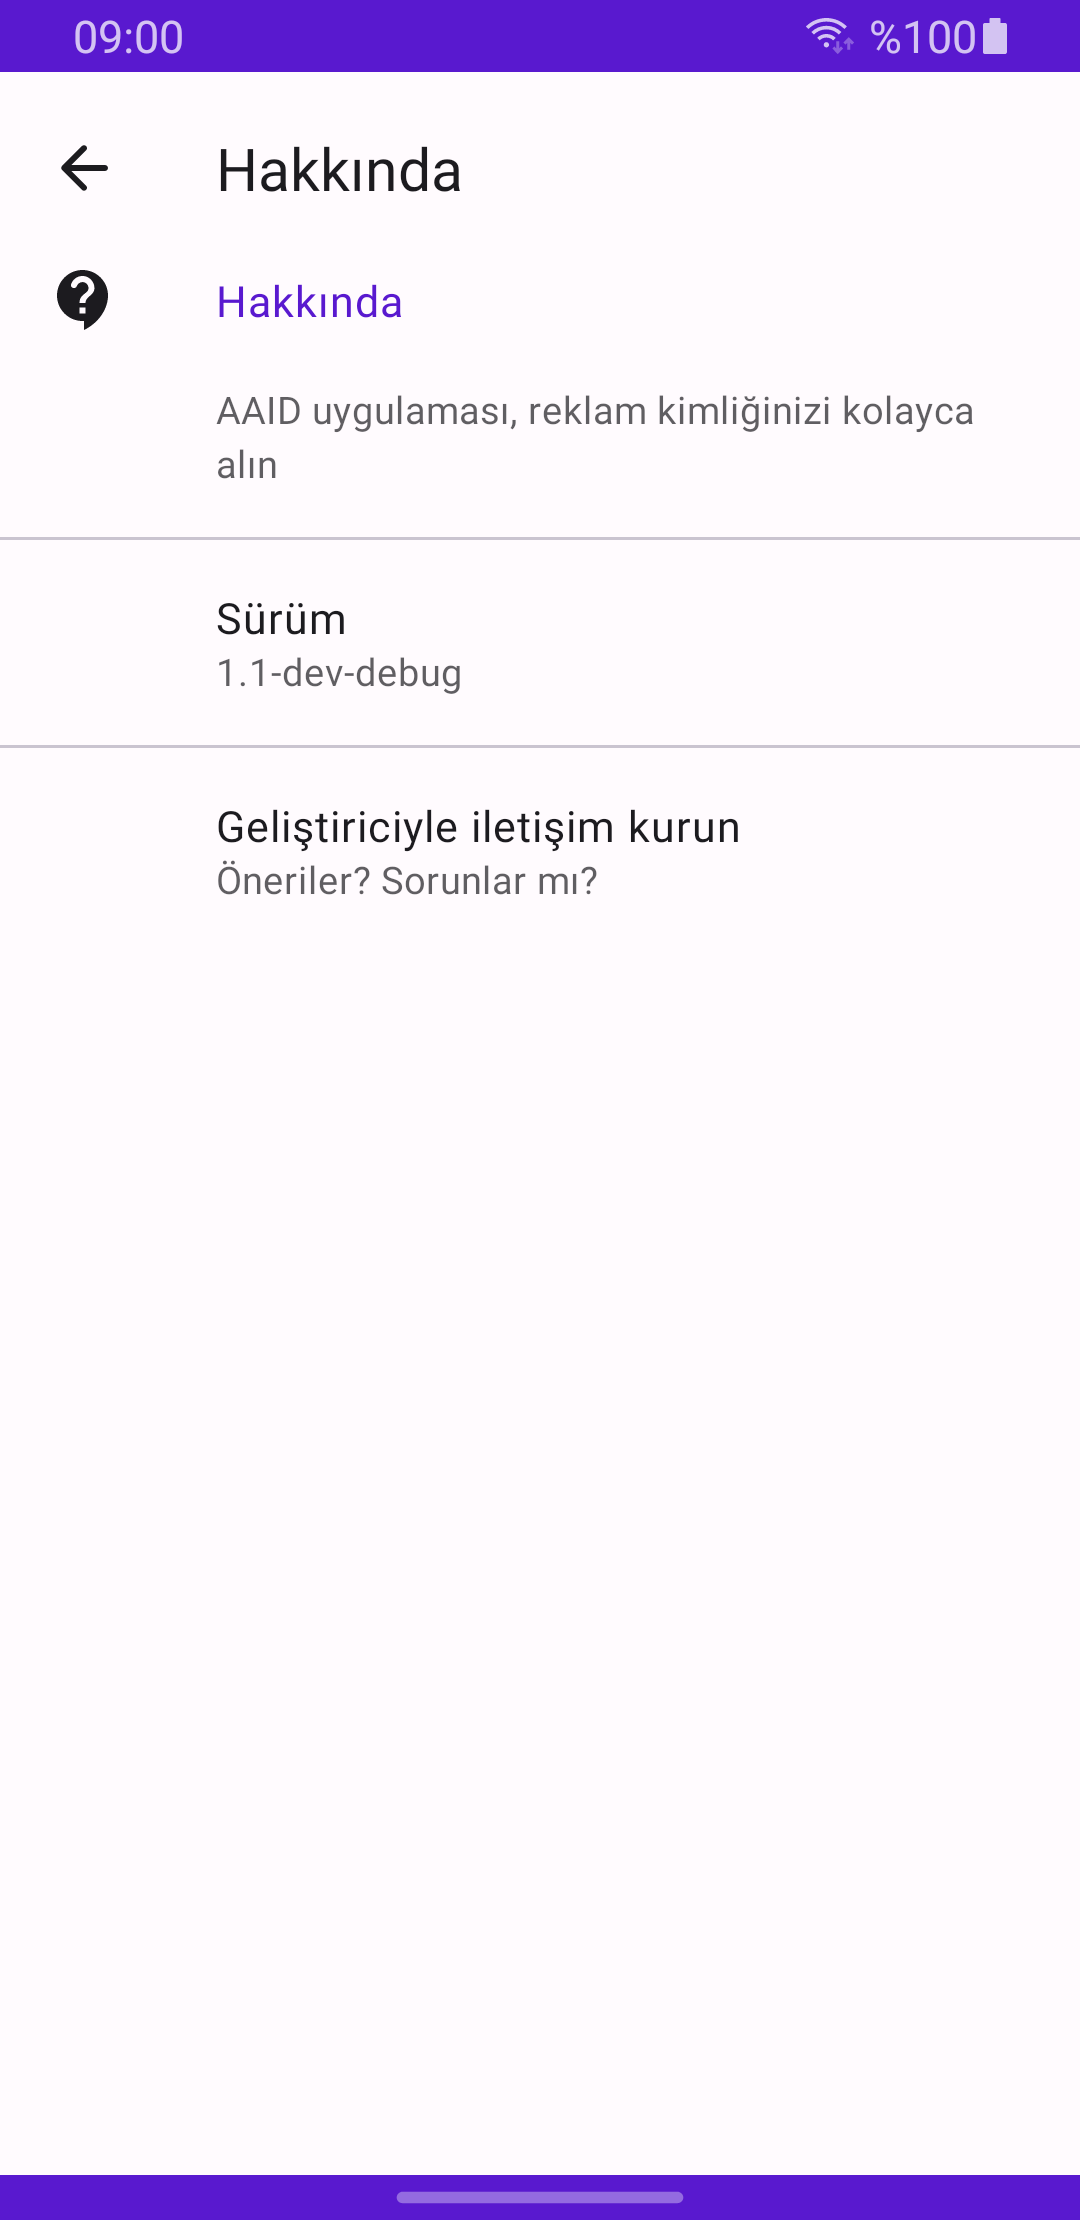 09:00
%100
Hakkında
Hakkında
AAID uygulaması, reklam kimliğinizi kolayca
alın
Sürüm
1.1-dev-debug
Geliştiriciyle iletişim kurun
Öneriler? Sorunlar mı?